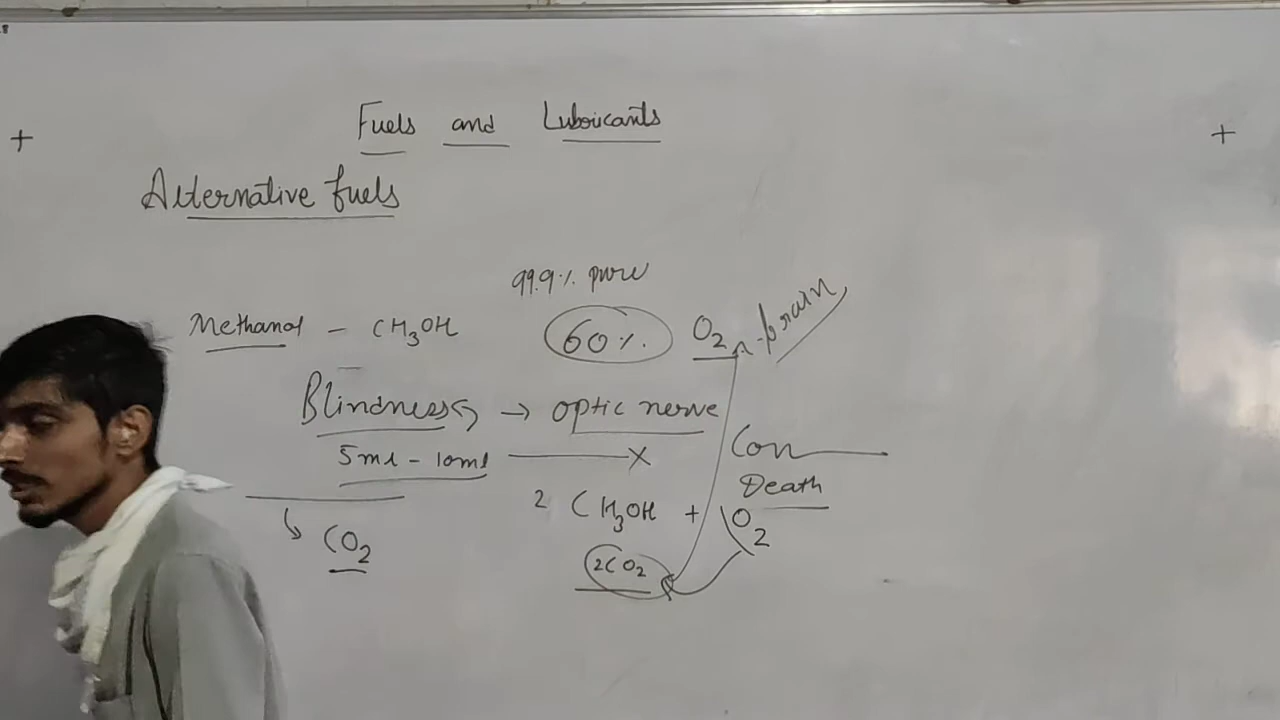 Fuels and Lubricants
Alternative fuels
99.9% pure
Methanol - CH3OH 60% O2 brain
Blindness → optic nerve
5ml - 10ml X Con
Death
2 CH3OH + O2
CO2 2CO2